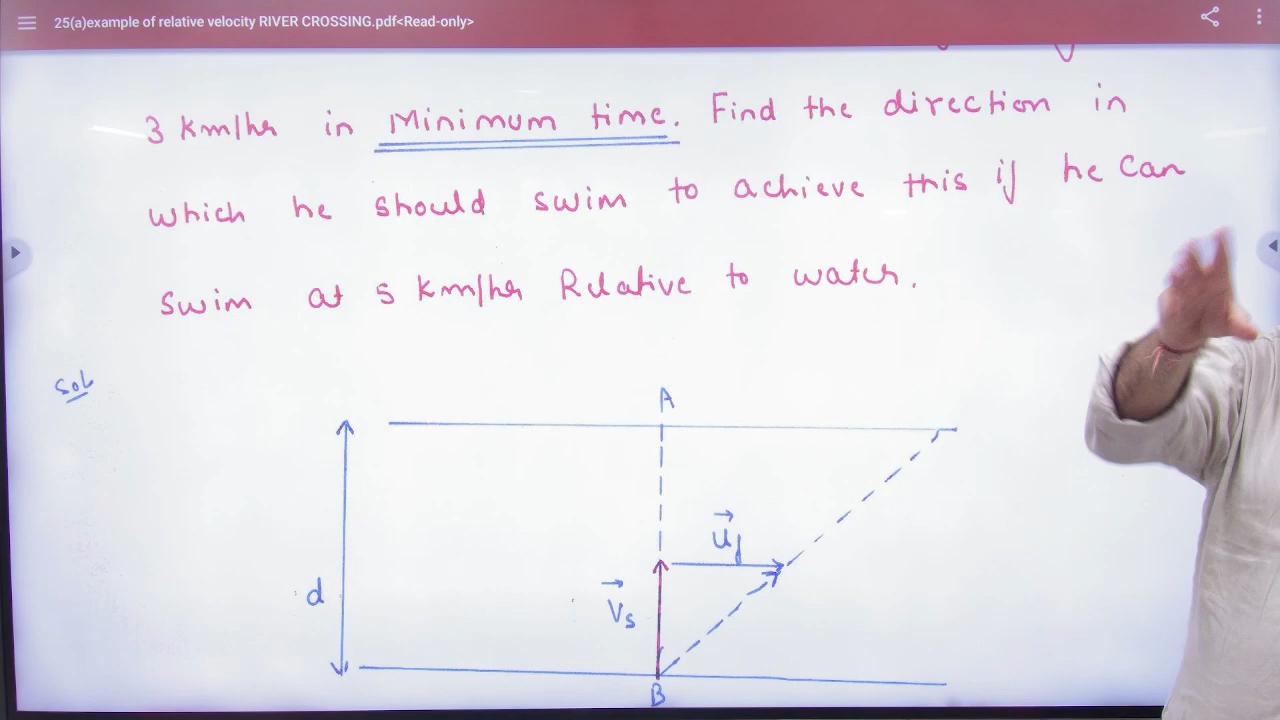 25(a)example of relative velocity RIVER CROSSING.pdf<Read-only>
3 km/hr in Minimum time. Find the direction in
which he should swim to achieve this if he can
swim at 5 km/hr Relative to water.
Sol
A
u⃗f
d
V⃗s
B